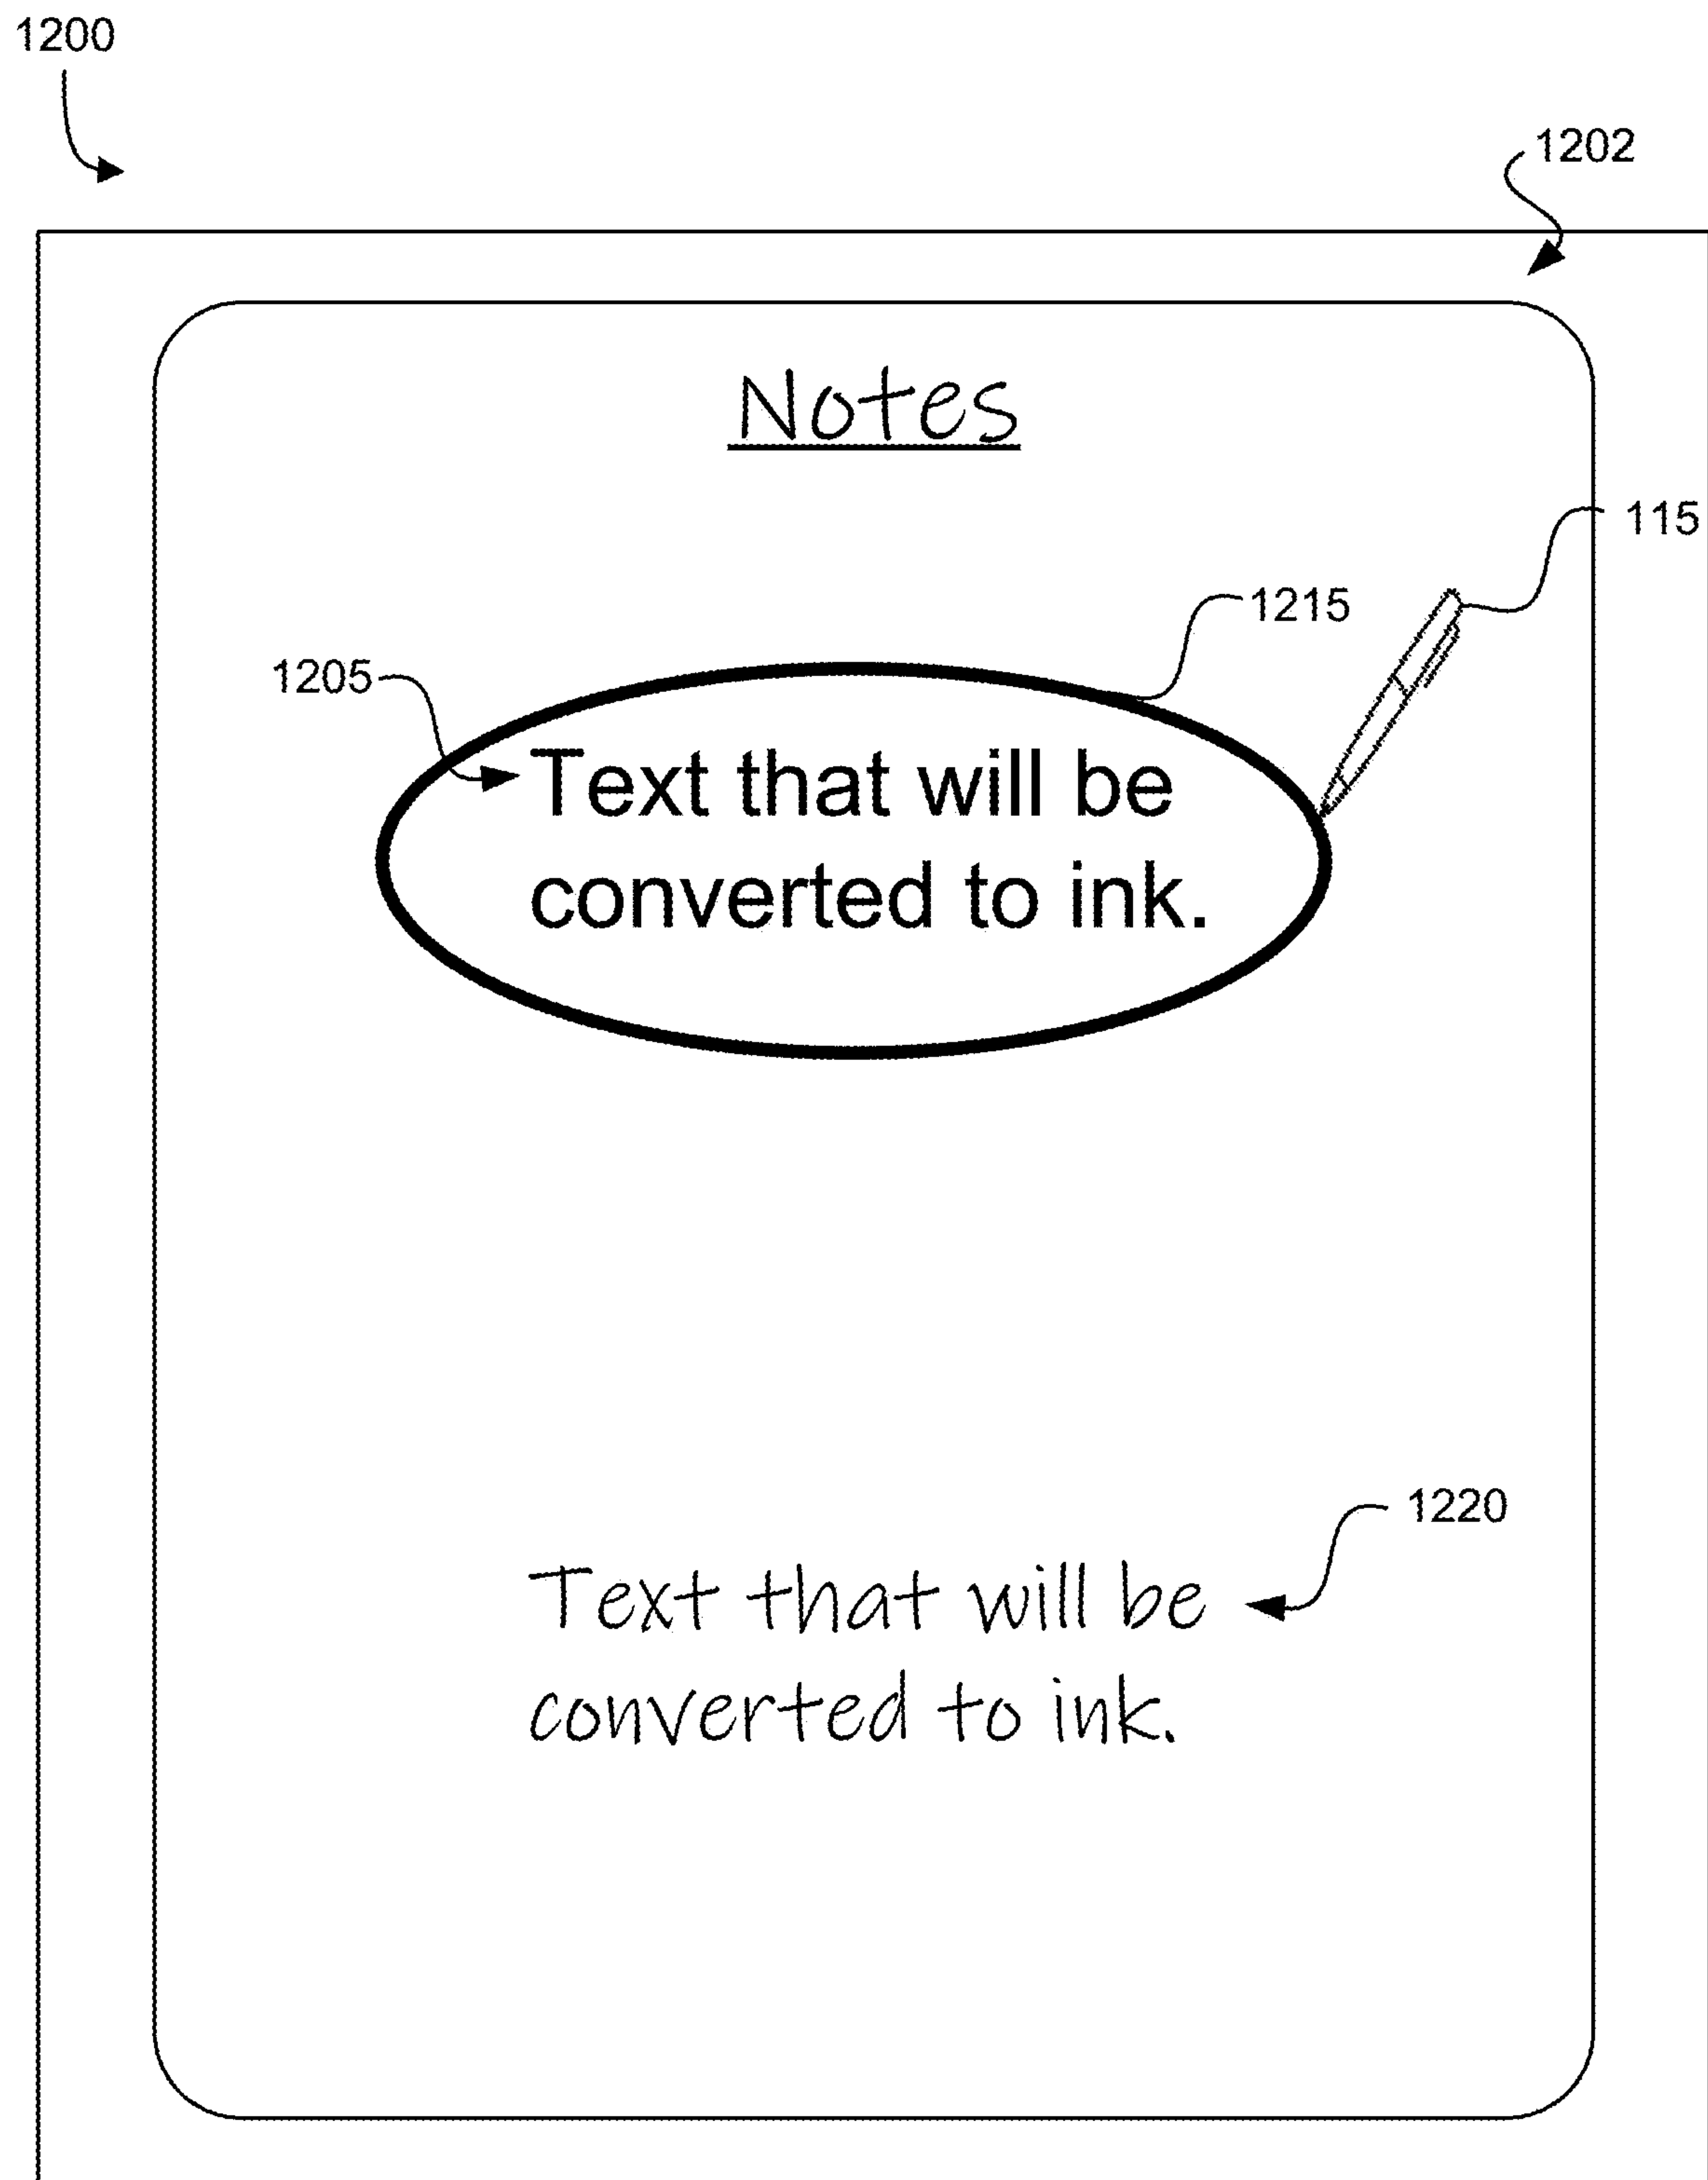 1200
1202
Notes
115
1215
1205
Text that will be
converted to ink.
1220
Text that will be
converted to ink.